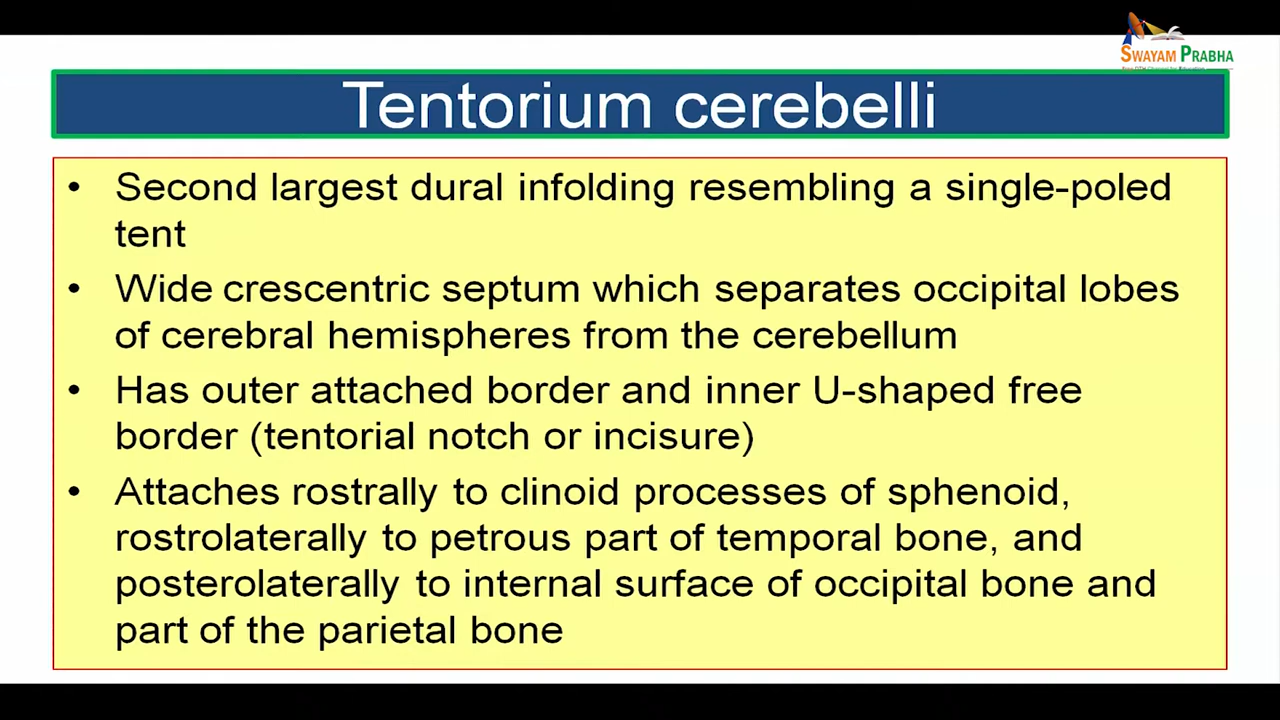 SWAYAM PRABHA
Tentorium cerebelli
• Second largest dural infolding resembling a single-poled
tent
• Wide crescentric septum which separates occipital lobes
of cerebral hemispheres from the cerebellum
• Has outer attached border and inner U-shaped free
border (tentorial notch or incisure)
• Attaches rostrally to clinoid processes of sphenoid,
rostrolaterally to petrous part of temporal bone, and
posterolaterally to internal surface of occipital bone and
part of the parietal bone